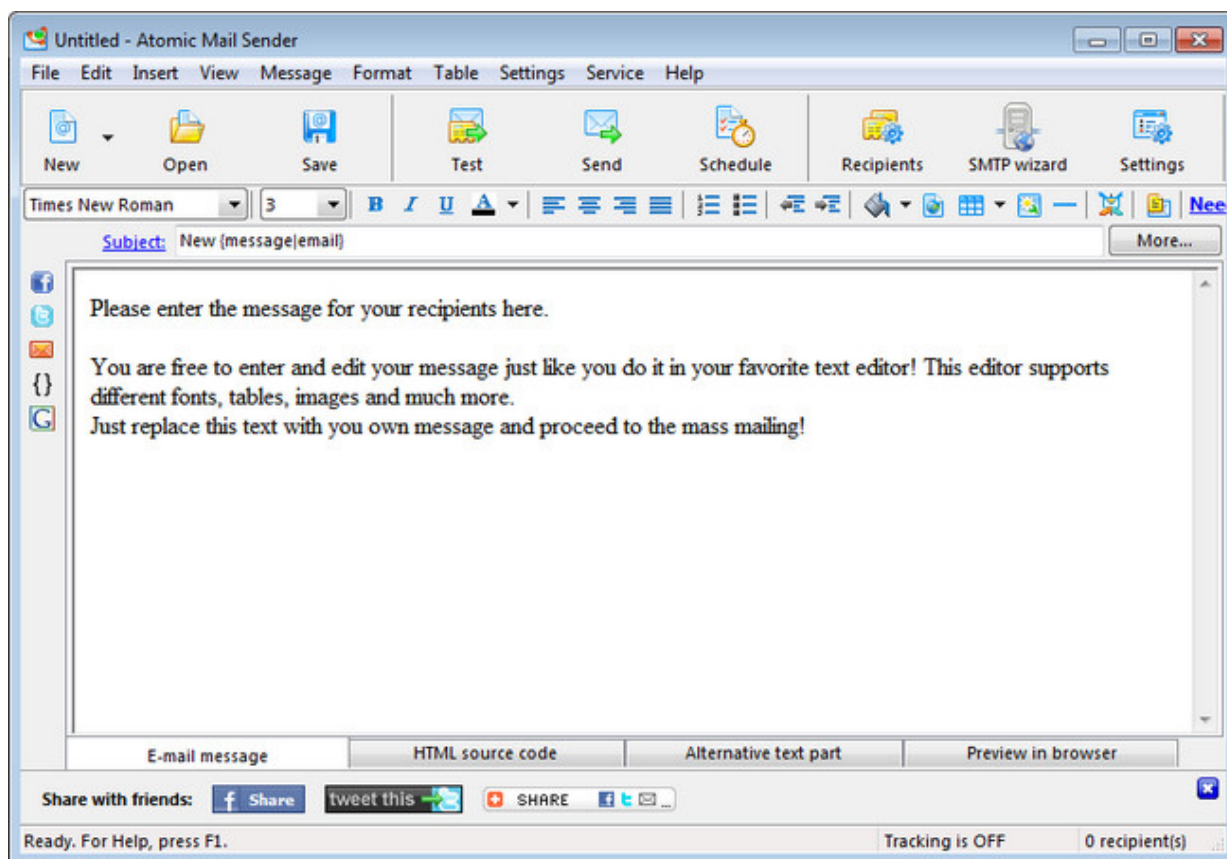 Untitled - Atomic Mail Sender
File Edit Insert View Message Format Table Settings Service Help
New Open Save Test Send Schedule Recipients SMTP wizard Settings
Times New Roman 3 B I U A Nee
Subject: New {message|email} More...
Please enter the message for your recipients here.
You are free to enter and edit your message just like you do it in your favorite text editor! This editor supports
different fonts, tables, images and much more.
{}
G
Just replace this text with you own message and proceed to the mass mailing!
E-mail message HTML source code Alternative text part Preview in browser
Share with friends: f Share tweet this SHARE
Ready. For Help, press F1. Tracking is OFF 0 recipient(s)